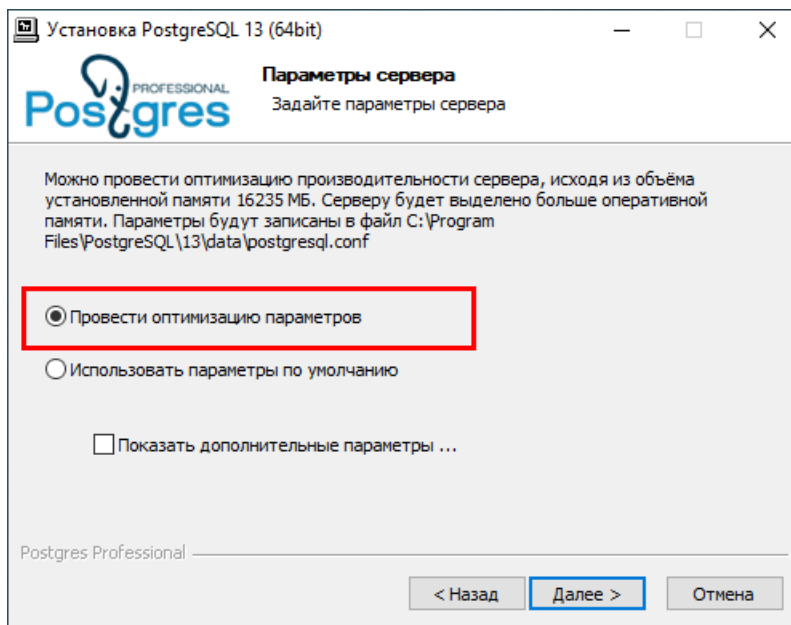 Установка PostgreSQL 13 (64bit)
PROFESSIONAL
Postgres
Параметры сервера
Задайте параметры сервера
Можно провести оптимизацию производительности сервера, исходя из объёма
установленной памяти 16235 МБ. Серверу будет выделено больше оперативной
памяти. Параметры будут записаны в файл C:\Program
Files\PostgreSQL\13\data\postgresql.conf
Провести оптимизацию параметров
Использовать параметры по умолчанию
Показать дополнительные параметры ...
Postgres Professional
< Назад Далее > Отмена